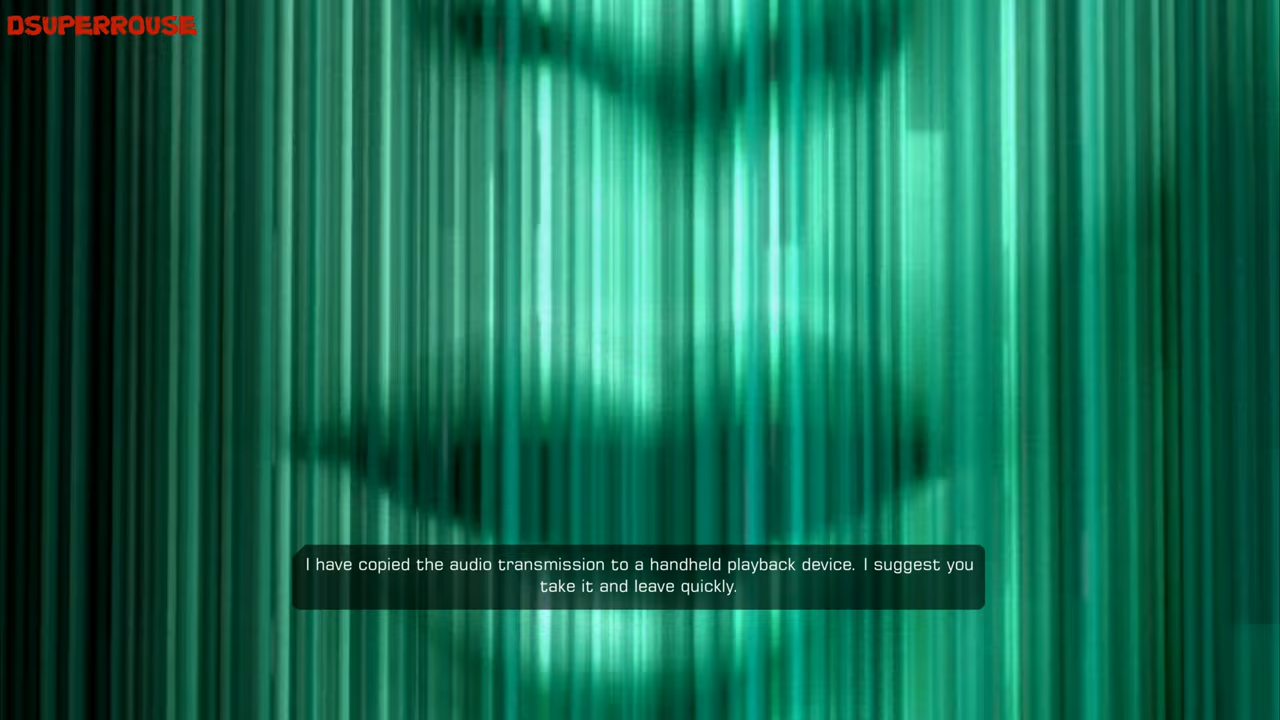 DSUPERROUSE
I have copied the audio transmission to a handheld playback device. I suggest you
take it and leave quickly.